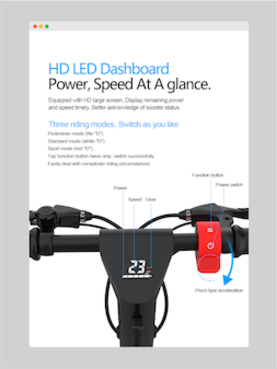 HD LED Dashboard
Power, Speed At A glance.
Equipped with HD large screen, Display remaining power
and speed timely, Better acknowledge of scooter status.
Three riding modes, Switch as you like
Pedestrian mode (No "D")
Standard mode (white "D")
Sport mode (red "D"),
Tap function button twice only, switch successfully.
Easily deal with complicate riding circumstances.
Function button
Power switch
Power
Speed
Gear
23
Press type acceleration